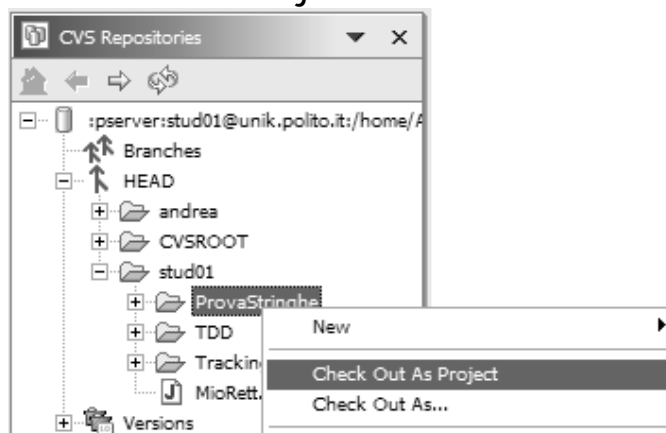 CVS Repositories
:pserver:stud01@unik.polito.it:/home/
Branches
HEAD
andrea
CVSROOT
stud01
ProvaStringhe
New
TDD
Check Out As Project
MioRett.
Check Out As...
Versions